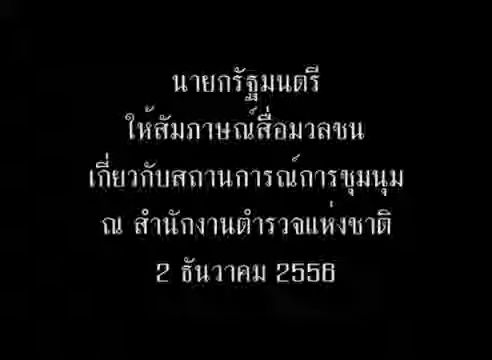 นายกรัฐมนตรี
ให้สัมภาษณ์สื่อมวลชน
เกี่ยวกับสถานการณ์การชุมนุม
ณ สำนักงานตำรวจแห่งชาติ
2 ธันวาคม 2556